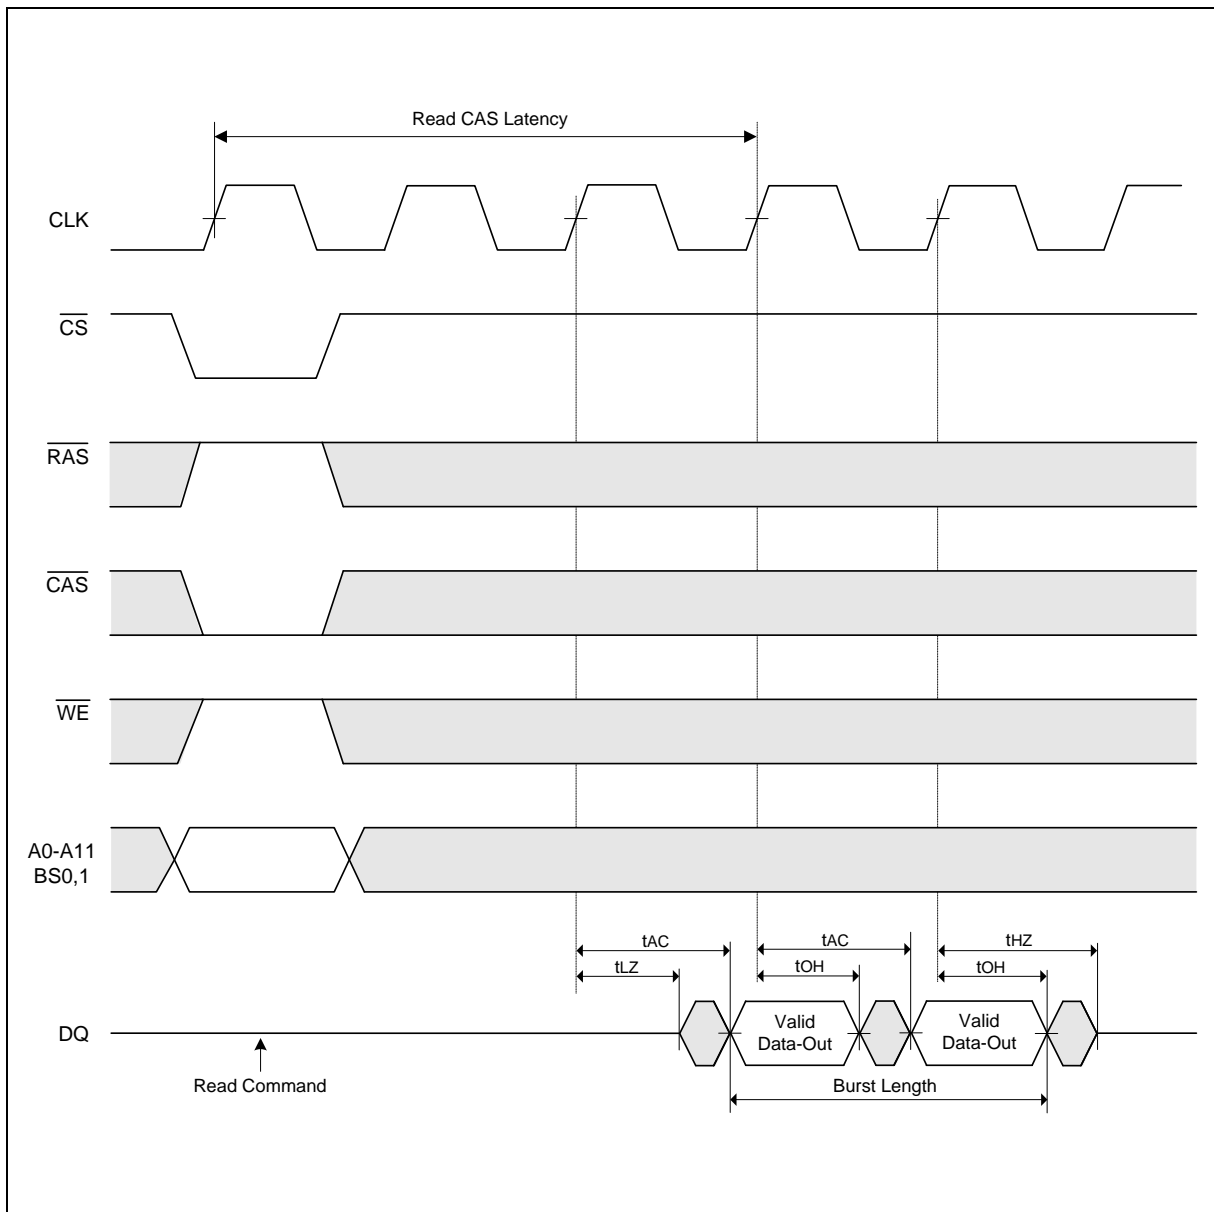 Read CAS Latency
CLK
CS
RAS
CAS
WE
A0-A11
BS0,1
tAC
tAC
tHZ
tLZ
tOH
tOH
DQ
Valid
Data-Out
Valid
Data-Out
Read Command
Burst Length